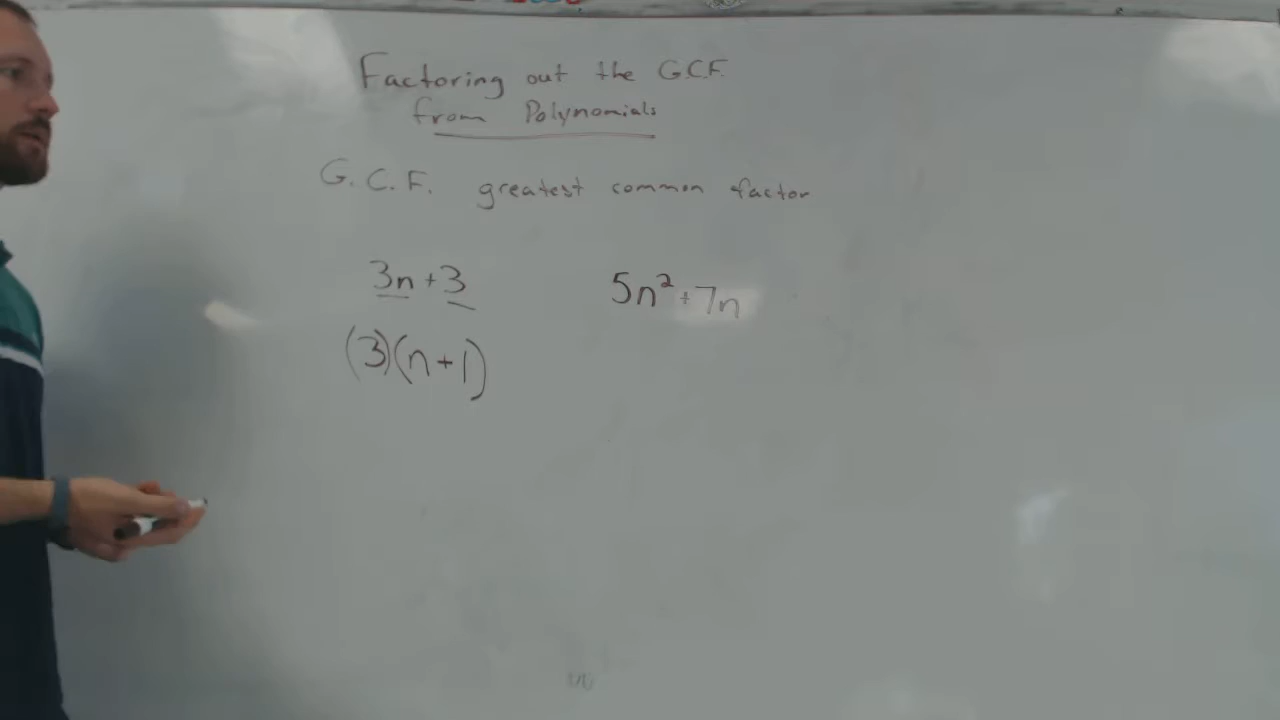 Factoring out the G.C.F.
from Polynomials
G. C. F. greatest common factor
3n + 3
5n² + 7n
(3)(n+1)